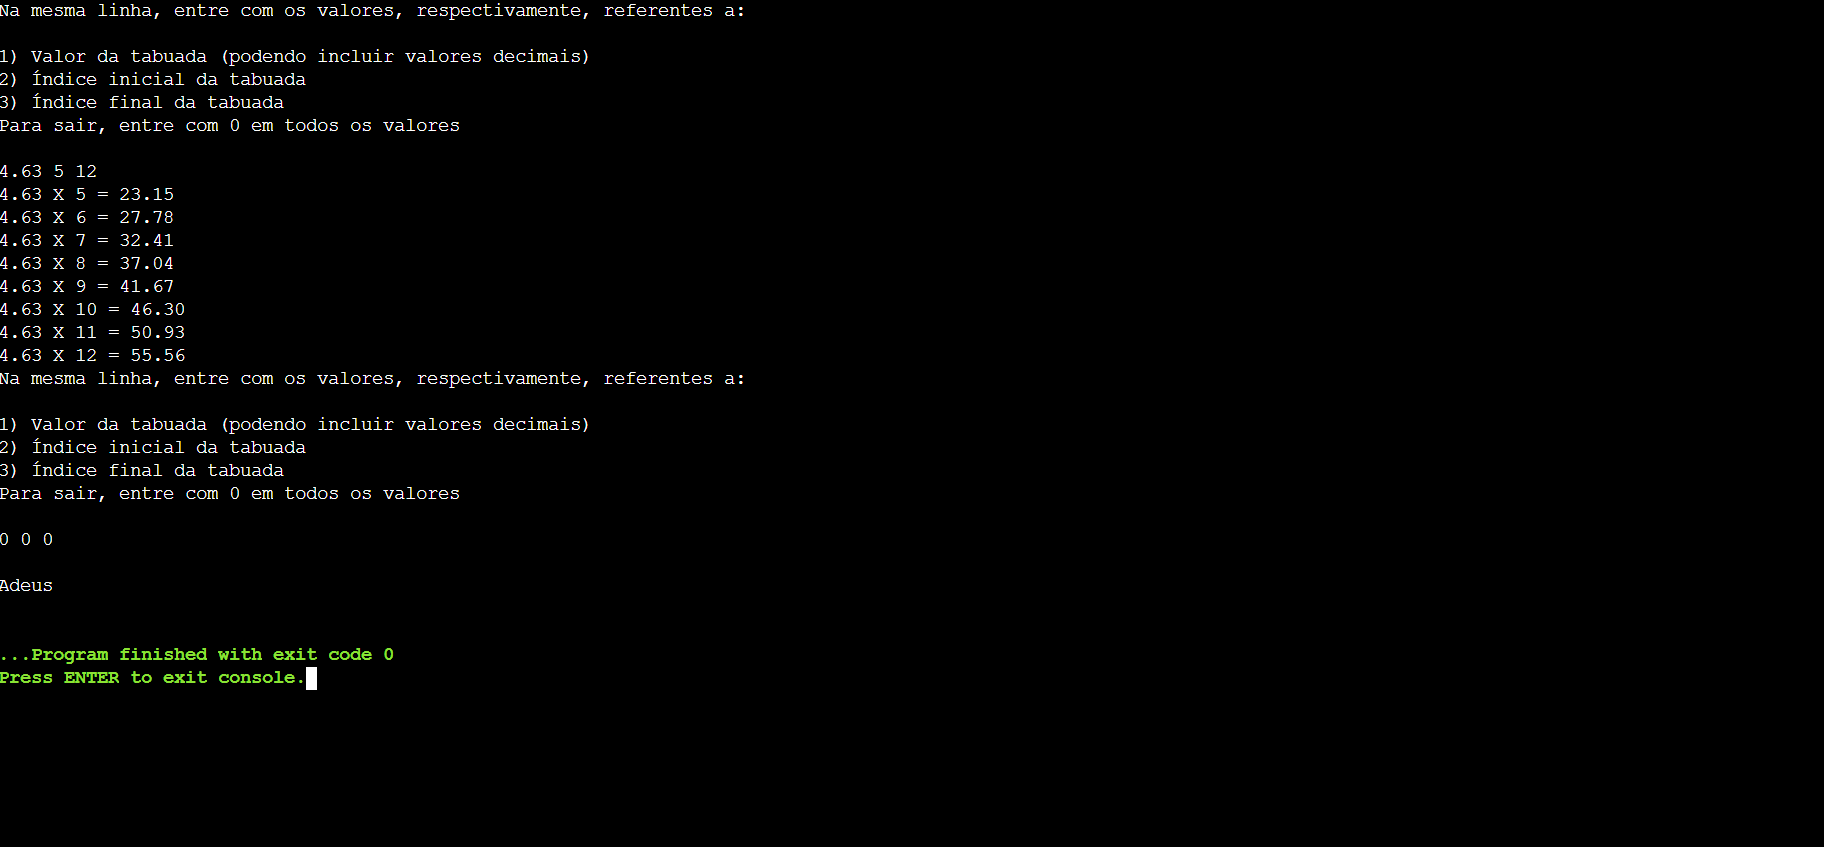 Na mesma linha, entre com os valores, respectivamente, referentes a:
1) Valor da tabuada (podendo incluir valores decimais)
2) Índice inicial da tabuada
3) Índice final da tabuada
Para sair, entre com 0 em todos os valores
4.63 5 12
4.63 X 5 = 23.15
4.63 X 6 = 27.78
4.63 X 7 = 32.41
4.63 X 8 = 37.04
4.63 X 9 = 41.67
4.63 X 10 = 46.30
4.63 X 11 = 50.93
4.63 X 12 = 55.56
Na mesma linha, entre com os valores, respectivamente, referentes a:
1) Valor da tabuada (podendo incluir valores decimais)
2) Índice inicial da tabuada
3) Índice final da tabuada
Para sair, entre com 0 em todos os valores
0 0 0
Adeus
...Program finished with exit code 0
Press ENTER to exit console.